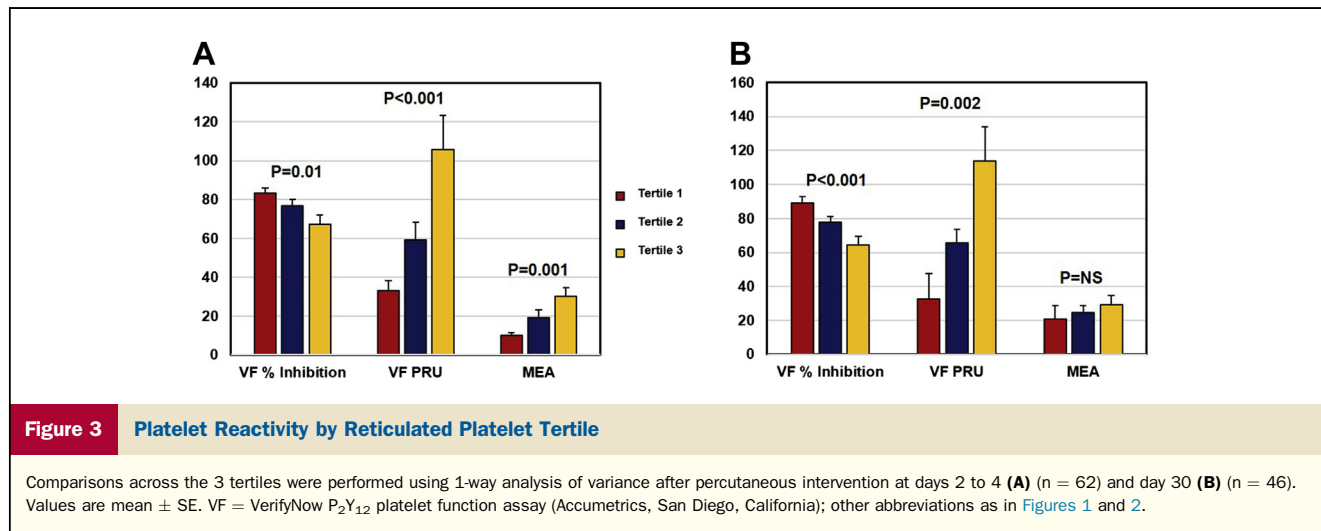 A
140
120
100
80
60
40
20
0
P=0.01
P<0.001
P=0.001
VF % Inhibition
VF PRU
MEA
Tertile 1
Tertile 2
Tertile 3
B
160
140
120
100
80
60
40
20
0
P<0.001
P=0.002
P=NS
VF % Inhibition
VF PRU
MEA
Figure 3
Platelet Reactivity by Reticulated Platelet Tertile
Comparisons across the 3 tertiles were performed using 1-way analysis of variance after percutaneous intervention at days 2 to 4 (A) (n = 62) and day 30 (B) (n = 46).
Values are mean ± SE. VF = VerifyNow P₂Y₁₂ platelet function assay (Accumetrics, San Diego, California); other abbreviations as in Figures 1 and 2.